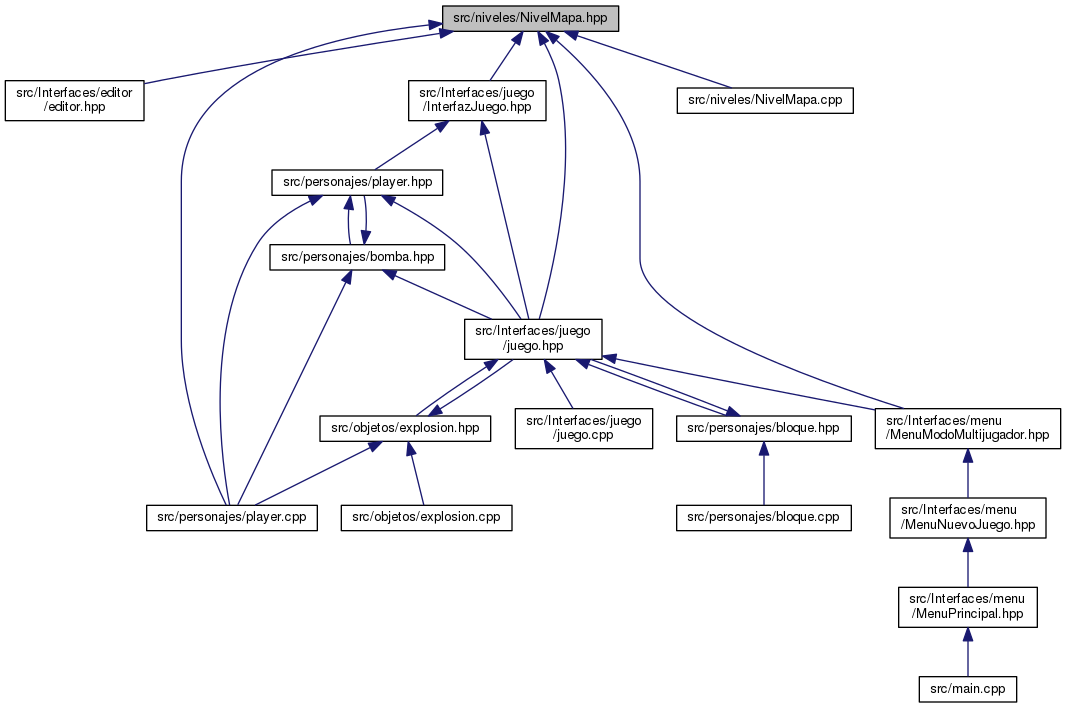 src/niveles/NivelMapa.hpp
src/Interfaces/editor
/editor.hpp
src/Interfaces/juego
/InterfazJuego.hpp
src/niveles/NivelMapa.cpp
src/personajes/player.hpp
src/personajes/bomba.hpp
src/Interfaces/juego
/juego.hpp
src/objetos/explosion.hpp
src/Interfaces/juego
/juego.cpp
src/personajes/bloque.hpp
src/Interfaces/menu
/MenuModoMultijugador.hpp
src/personajes/player.cpp
src/objetos/explosion.cpp
src/personajes/bloque.cpp
src/Interfaces/menu
/MenuNuevoJuego.hpp
src/Interfaces/menu
/MenuPrincipal.hpp
src/main.cpp